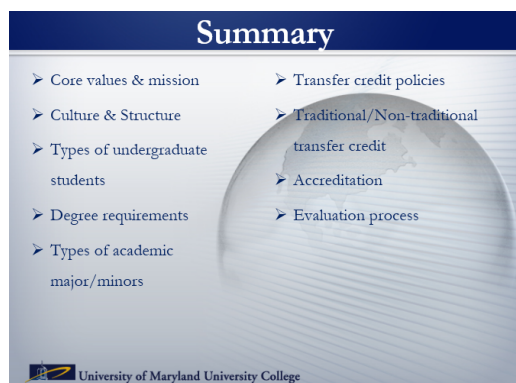 Summary
Core values & mission
Culture & Structure
Types of undergraduate
students
Degree requirements
Types of academic
major/minors
Transfer credit policies
Traditional/Non-traditional
transfer credit
Accreditation
Evaluation process
University of Maryland University College